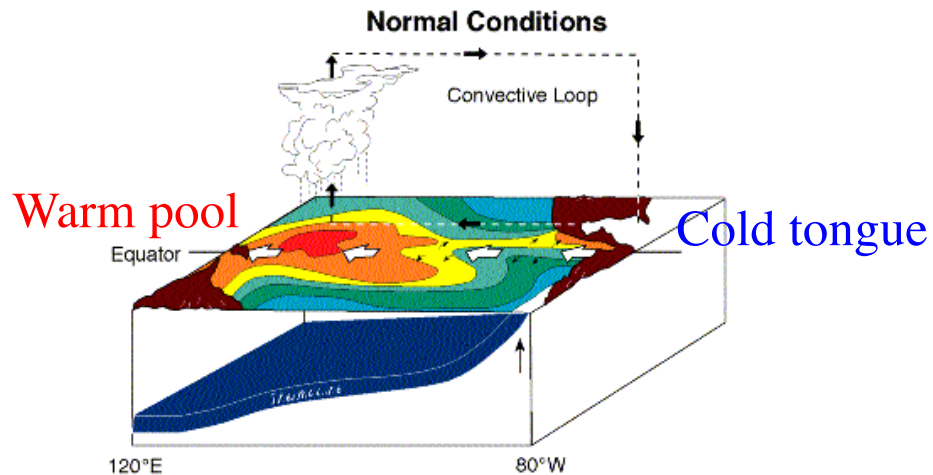 Normal Conditions
Convective Loop
Warm pool
Cold tongue
Equator
120°E
80°W